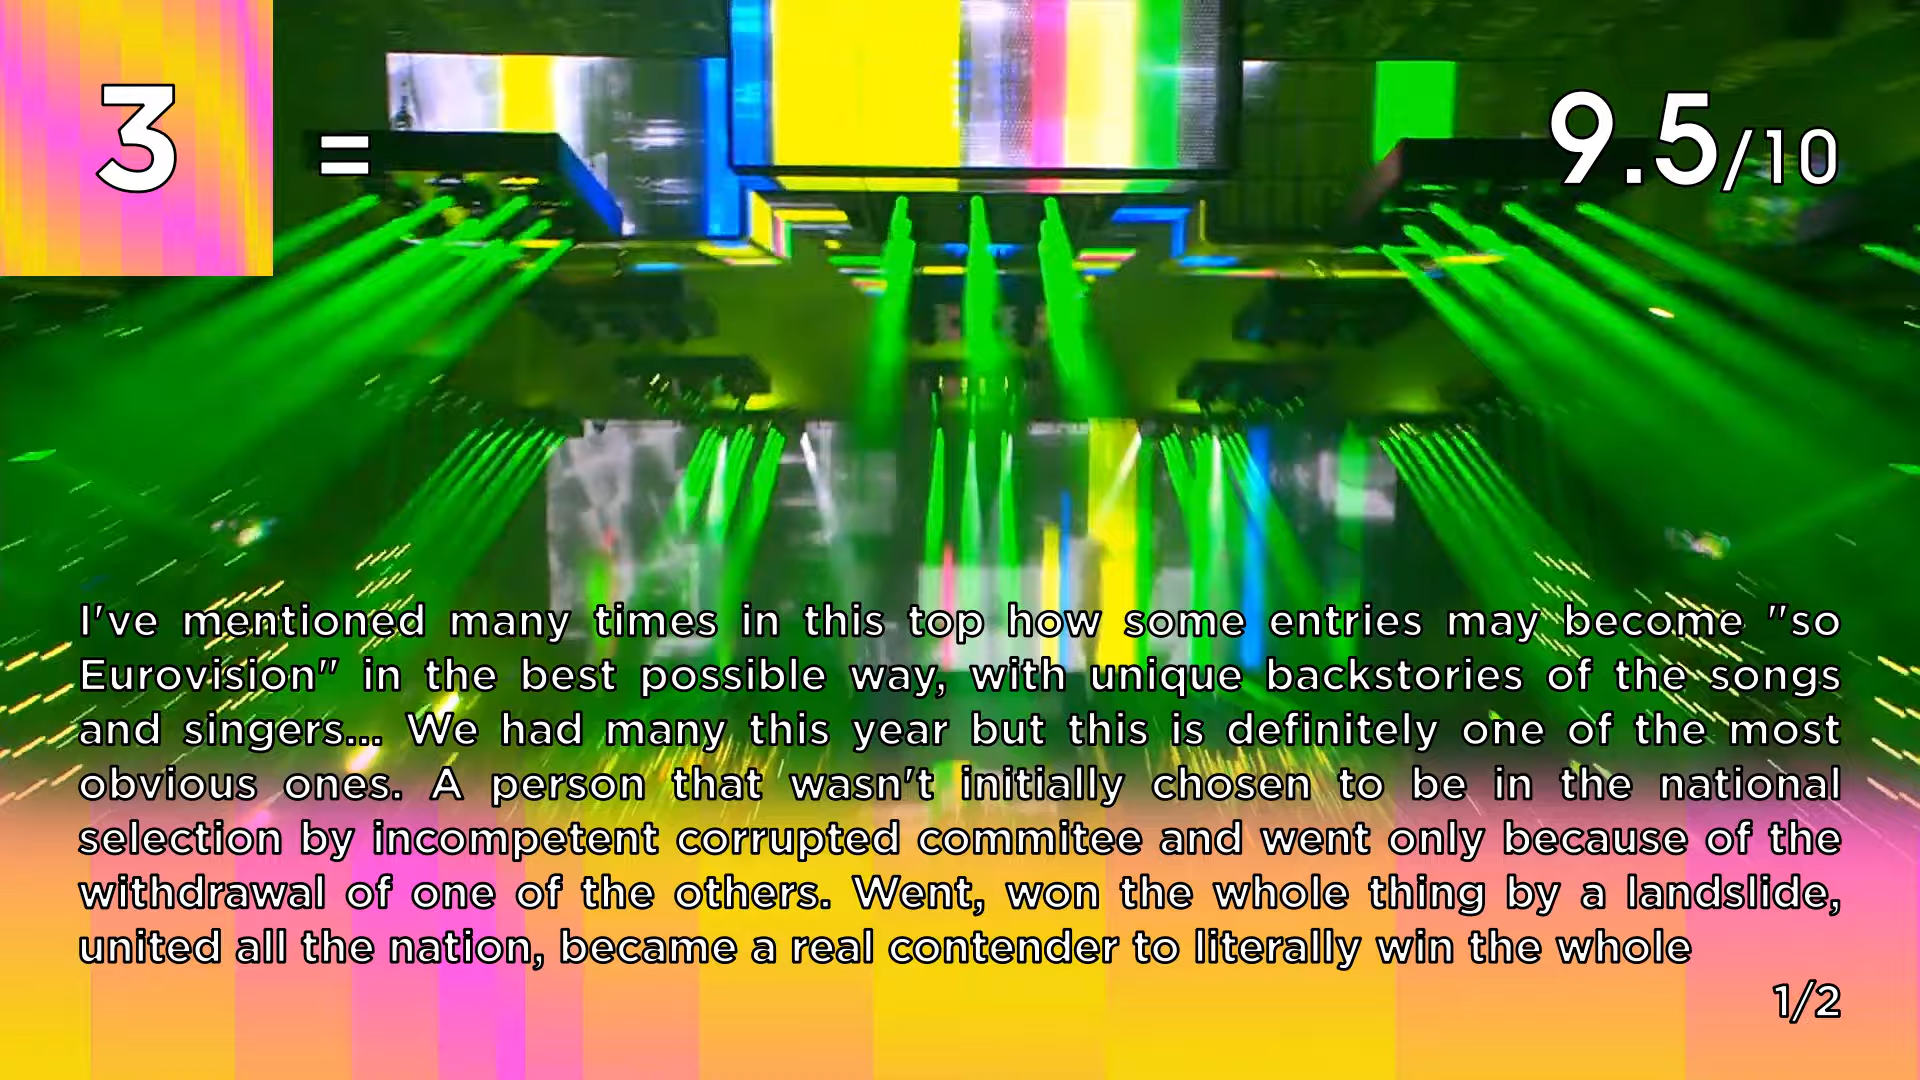 3 = 9.5/10
I've mentioned many times in this top how some entries may become "so
Eurovision" in the best possible way, with unique backstories of the songs
and singers... We had many this year but this is definitely one of the most
obvious ones. A person that wasn't initially chosen to be in the national
selection by incompetent corrupted commitee and went only because of the
withdrawal of one of the others. Went, won the whole thing by a landslide,
united all the nation, became a real contender to literally win the whole
1/2